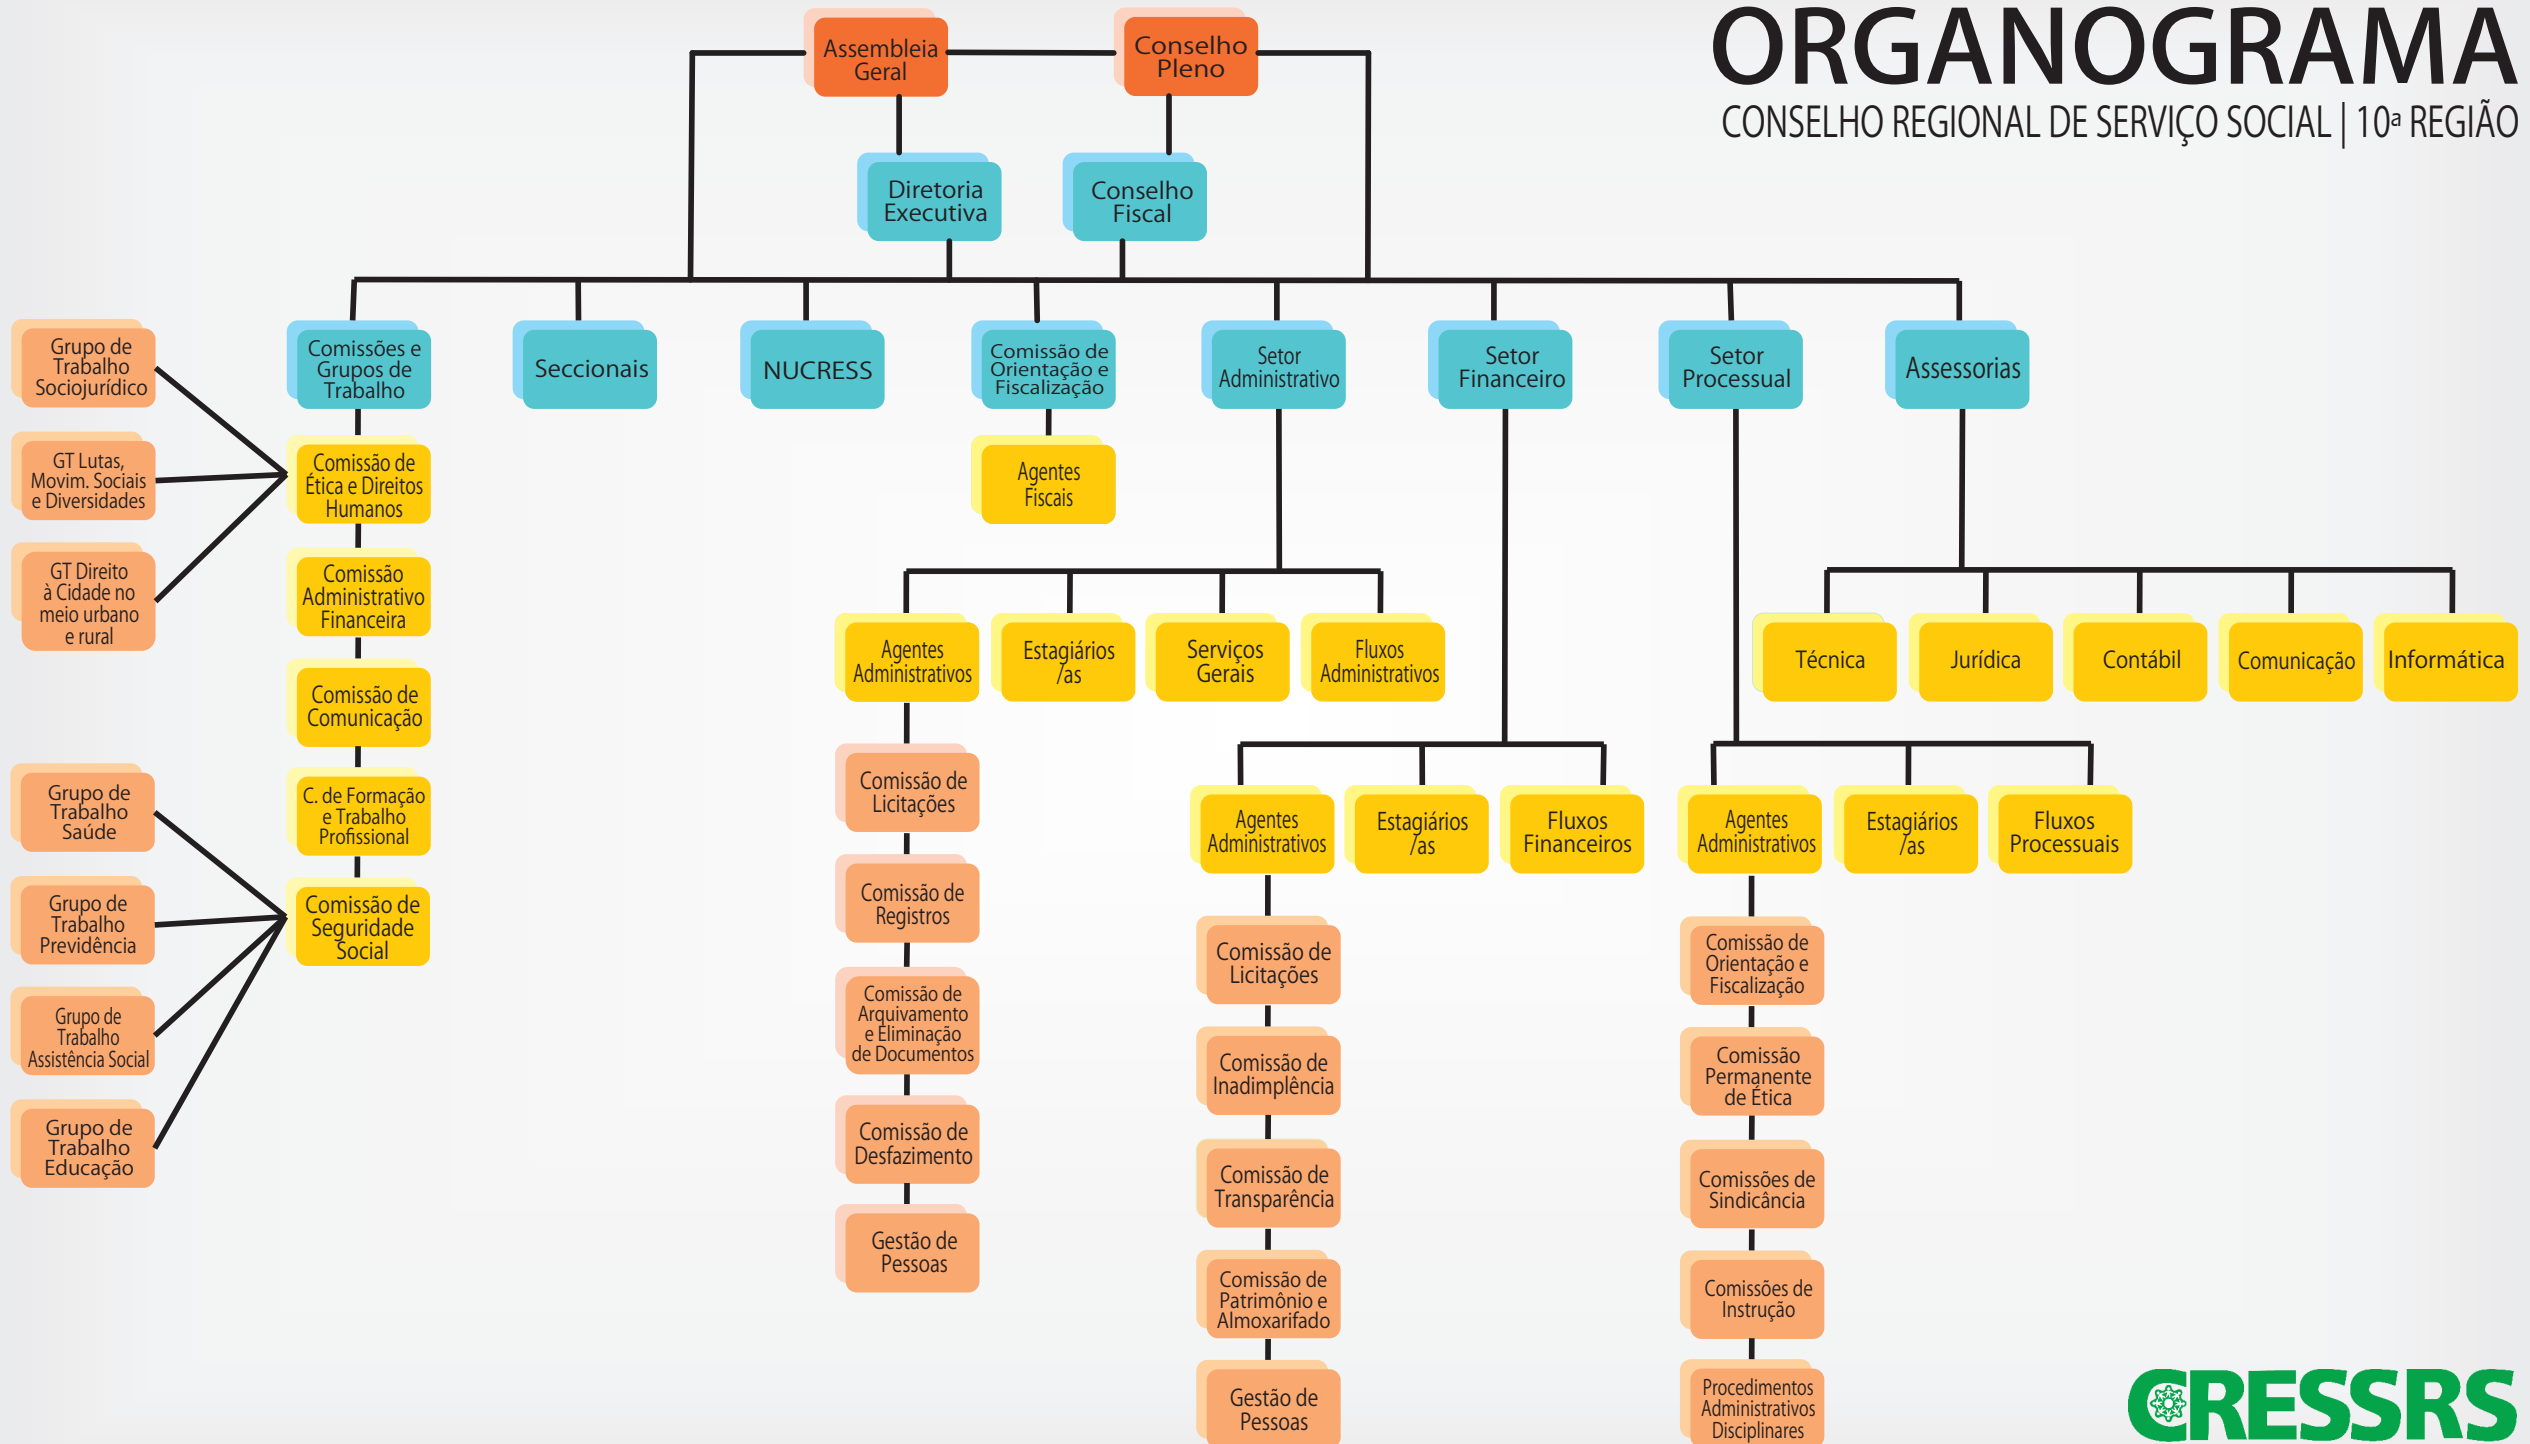 ORGANOGRAMA
CONSELHO REGIONAL DE SERVIÇO SOCIAL | 10ª REGIÃO
Assembleia
Geral
Conselho
Pleno
Diretoria
Executiva
Conselho
Fiscal
Comissões e
Grupos de
Trabalho
Seccionais
NUCRESS
Comissão de
Orientação e
Fiscalização
Setor
Administrativo
Setor
Financeiro
Setor
Processual
Assessorias
Grupo de
Trabalho
Sociojurídico
GT Lutas,
Movim. Sociais
e Diversidades
GT Direito
à Cidade no
meio urbano
e rural
Comissão de
Ética e Direitos
Humanos
Comissão
Administrativo
Financeira
Comissão de
Comunicação
C. de Formação
e Trabalho
Profissional
Comissão de
Seguridade
Social
Grupo de
Trabalho
Saúde
Grupo de
Trabalho
Previdência
Grupo de
Trabalho
Assistência Social
Grupo de
Trabalho
Educação
Agentes
Fiscais
Agentes
Administrativos
Estagiários
/as
Serviços
Gerais
Fluxos
Administrativos
Comissão de
Licitações
Comissão de
Registros
Comissão de
Arquivamento
e Eliminação
de Documentos
Comissão de
Desfazimento
Gestão de
Pessoas
Agentes
Administrativos
Estagiários
/as
Fluxos
Financeiros
Comissão de
Licitações
Comissão de
Inadimplência
Comissão de
Transparência
Comissão de
Patrimônio e
Almoxarifado
Gestão de
Pessoas
Agentes
Administrativos
Estagiários
/as
Fluxos
Processuais
Comissão de
Orientação e
Fiscalização
Comissão
Permanente
de Ética
Comissões de
Sindicância
Comissões de
Instrução
Procedimentos
Administrativos
Disciplinares
Técnica
Jurídica
Contábil
Comunicação
Informática
CRESSRS